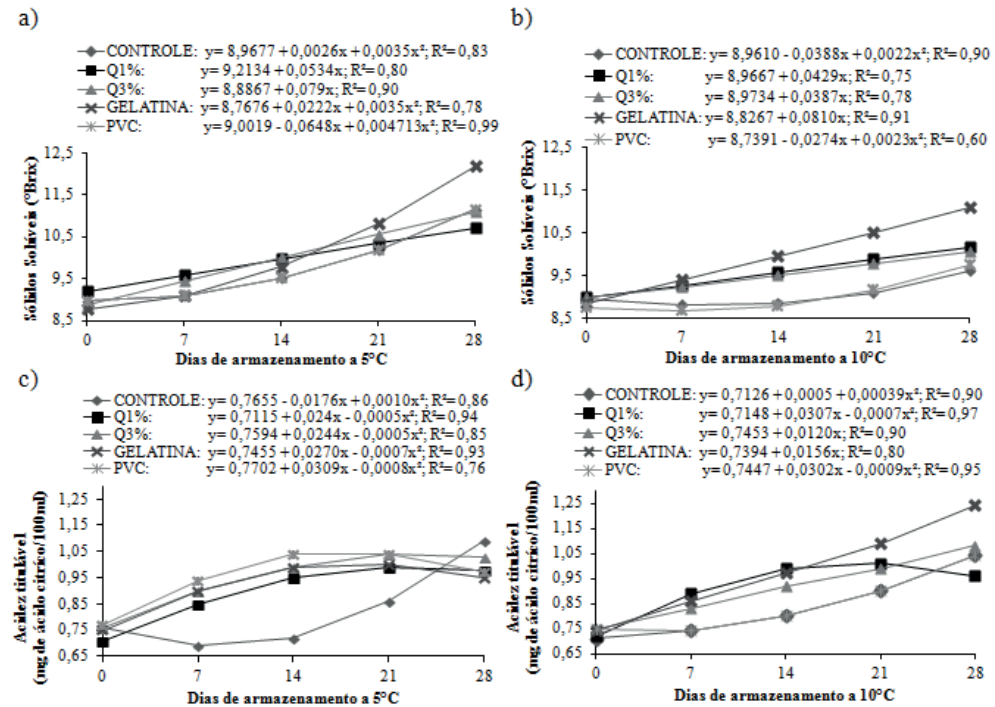 a)
CONTROLE: y= 8,9677 + 0,0026x + 0,0035x²; R²= 0,83
Q1%: y= 9,2134 + 0,0534x; R²= 0,80
Q3%: y= 8,8867 + 0,079x; R²= 0,90
GELATINA: y= 8,7676 + 0,0222x + 0,0035x²; R²= 0,78
PVC: y= 9,0019 - 0,0648x + 0,004713x²; R²= 0,99
12,5
11,5
10,5
9,5
8,5
Sólidos Solúveis (°Brix)
0 7 14 21 28
Dias de armazenamento a 5°C
b)
CONTROLE: y= 8,9610 - 0,0388x + 0,0022x²; R²= 0,90
Q1%: y= 8,9667 + 0,0429x; R²= 0,75
Q3%: y= 8,9734 + 0,0387x; R²= 0,78
GELATINA: y= 8,8267 + 0,0810x; R²= 0,91
PVC: y= 8,7391 - 0,0274x + 0,0023x²; R²= 0,60
12,5
11,5
10,5
9,5
8,5
Sólidos Solúveis (°Brix)
0 7 14 21 28
Dias de armazenamento a 10°C
c)
CONTROLE: y= 0,7655 - 0,0176x + 0,0010x²; R²= 0,86
Q1%: y= 0,7115 + 0,024x - 0,0005x²; R²= 0,94
Q3%: y= 0,7594 + 0,0244x - 0,0005x²; R²= 0,85
GELATINA: y= 0,7455 + 0,0270x - 0,0007x²; R²= 0,93
PVC: y= 0,7702 + 0,0309x - 0,0008x²; R²= 0,76
1,25
1,15
1,05
0,95
0,85
0,75
0,65
Acidez titulável
(mg de ácido cítrico/100ml)
0 7 14 21 28
Dias de armazenamento a 5°C
d)
CONTROLE: y= 0,7126 + 0,0005 + 0,00039x²; R²= 0,90
Q1%: y= 0,7148 + 0,0307x - 0,0007x²; R²= 0,97
Q3%: y= 0,7453 + 0,0120x; R²= 0,90
GELATINA: y= 0,7394 + 0,0156x; R²= 0,80
PVC: y= 0,7447 + 0,0302x - 0,0009x²; R²= 0,95
1,25
1,15
1,05
0,95
0,85
0,75
0,65
Acidez titulável
(mg de ácido cítrico/100ml)
0 7 14 21 28
Dias de armazenamento a 10°C